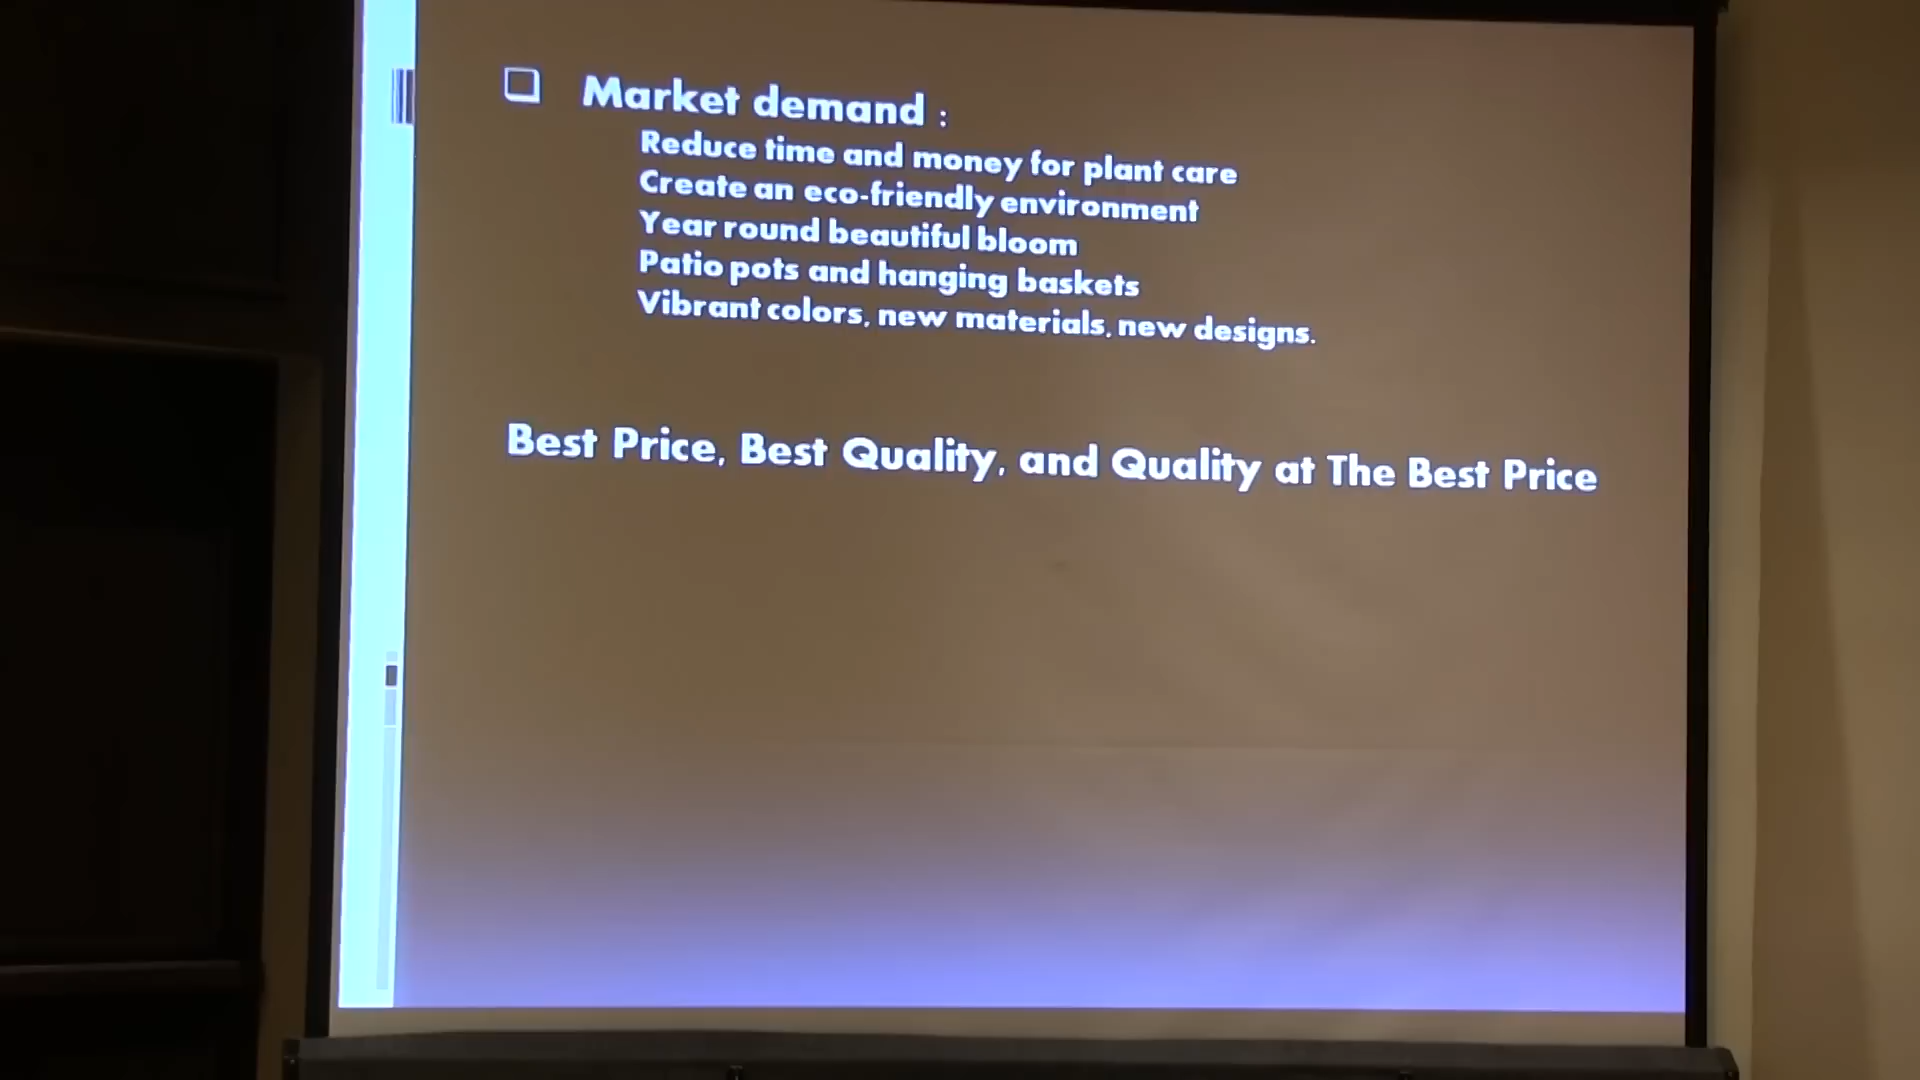 Market demand :
Reduce time and money for plant care
Create an eco-friendly environment
Year round beautiful bloom
Patio pots and hanging baskets
Vibrant colors, new materials, new designs.
Best Price, Best Quality, and Quality at The Best Price